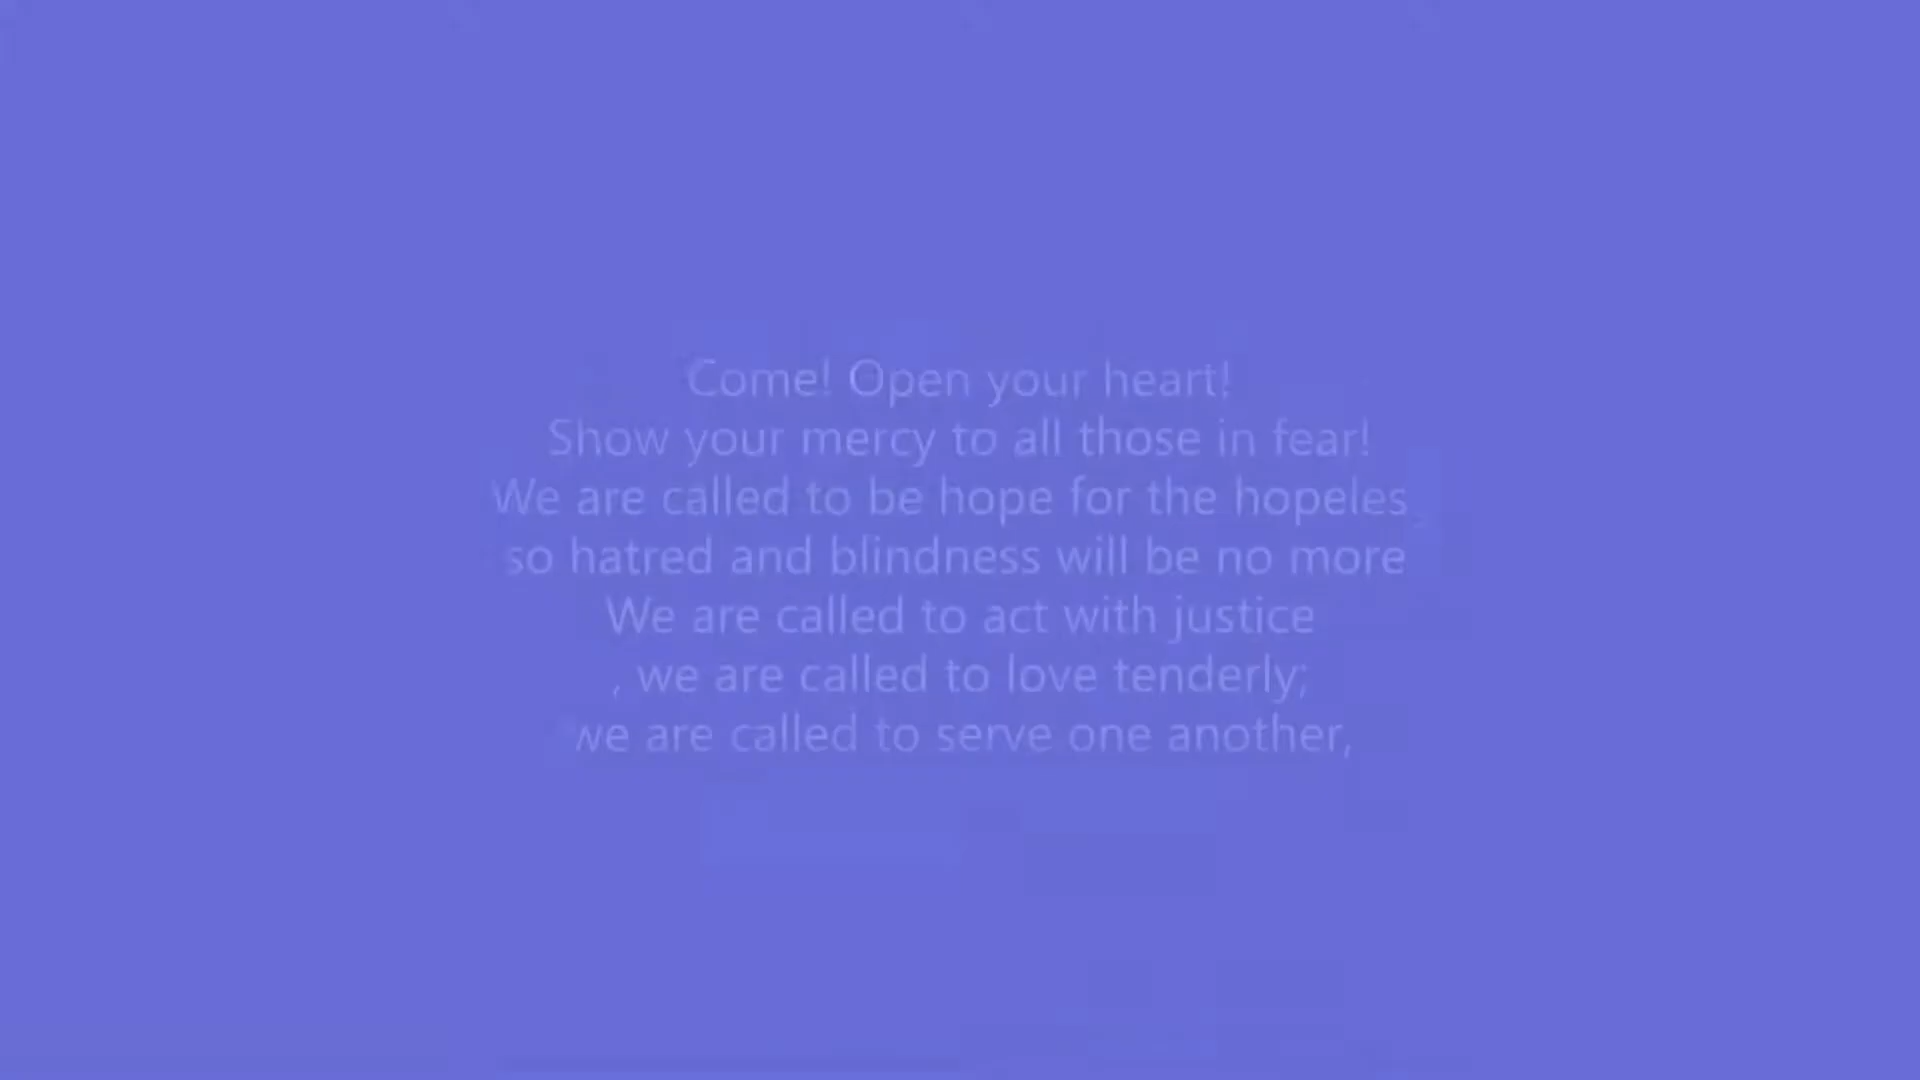 Come! Open your heart!
Show your mercy to all those in fear!
We are called to be hope for the hopeles
so hatred and blindness will be no more
We are called to act with justice
, we are called to love tenderly;
we are called to serve one another,